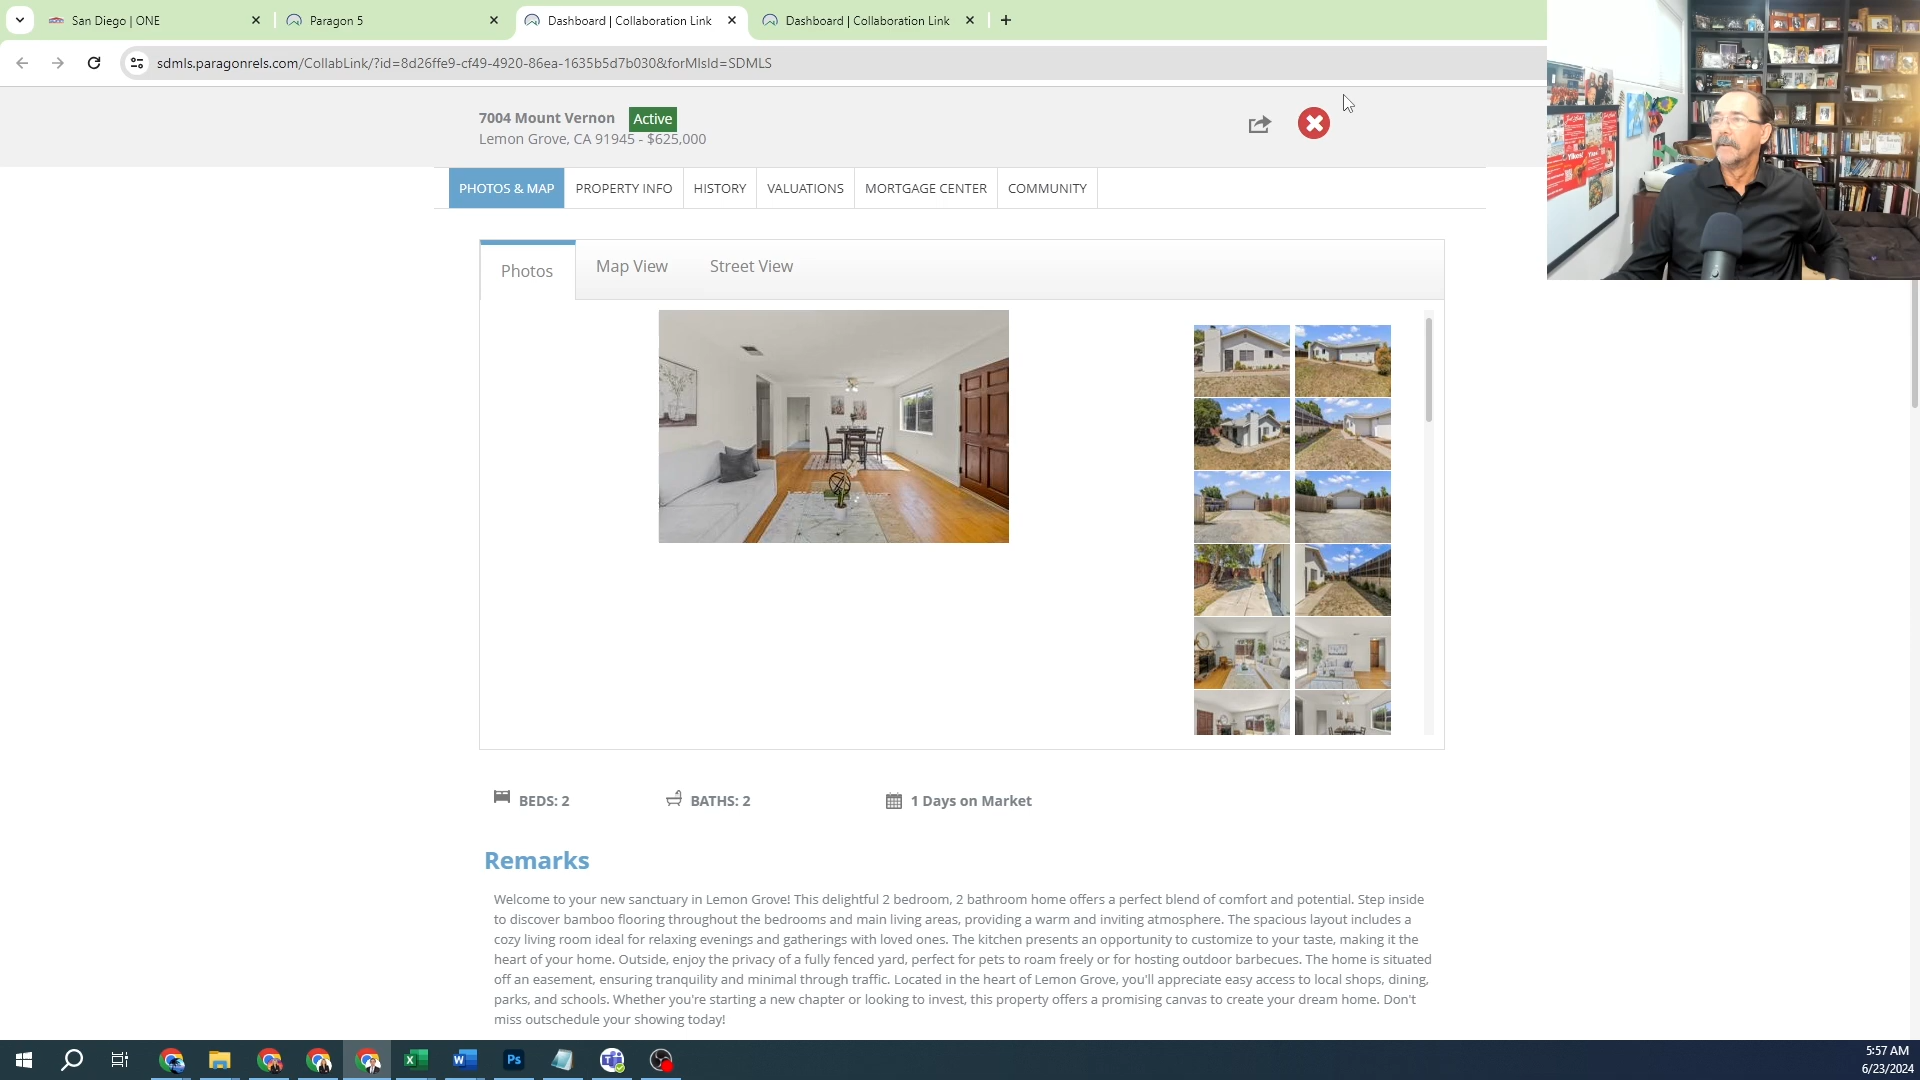 San Diego | ONE
Paragon 5
Dashboard | Collaboration Link
Dashboard | Collaboration Link
sdmls.paragonrels.com/CollabLink/?id=8d26ffe9-cf49-4920-86ea-1635b5d7b030&forMlsId=SDMLS
7004 Mount Vernon Active
Lemon Grove, CA 91945 - $625,000
PHOTOS & MAP PROPERTY INFO HISTORY VALUATIONS MORTGAGE CENTER COMMUNITY
Photos Map View Street View
BEDS: 2 BATHS: 2 1 Days on Market
Remarks
Welcome to your new sanctuary in Lemon Grove! This delightful 2 bedroom, 2 bathroom home offers a perfect blend of comfort and potential. Step inside
to discover bamboo flooring throughout the bedrooms and main living areas, providing a warm and inviting atmosphere. The spacious layout includes a
cozy living room ideal for relaxing evenings and gatherings with loved ones. The kitchen presents an opportunity to customize to your taste, making it the
heart of your home. Outside, enjoy the privacy of a fully fenced yard, perfect for pets to roam freely or for hosting outdoor barbecues. The home is situated
off an easement, ensuring tranquility and minimal through traffic. Located in the heart of Lemon Grove, you'll appreciate easy access to local shops, dining,
parks, and schools. Whether you're starting a new chapter or looking to invest, this property offers a promising canvas to create your dream home. Don't
miss outschedule your showing today!
5:57 AM
6/23/2024